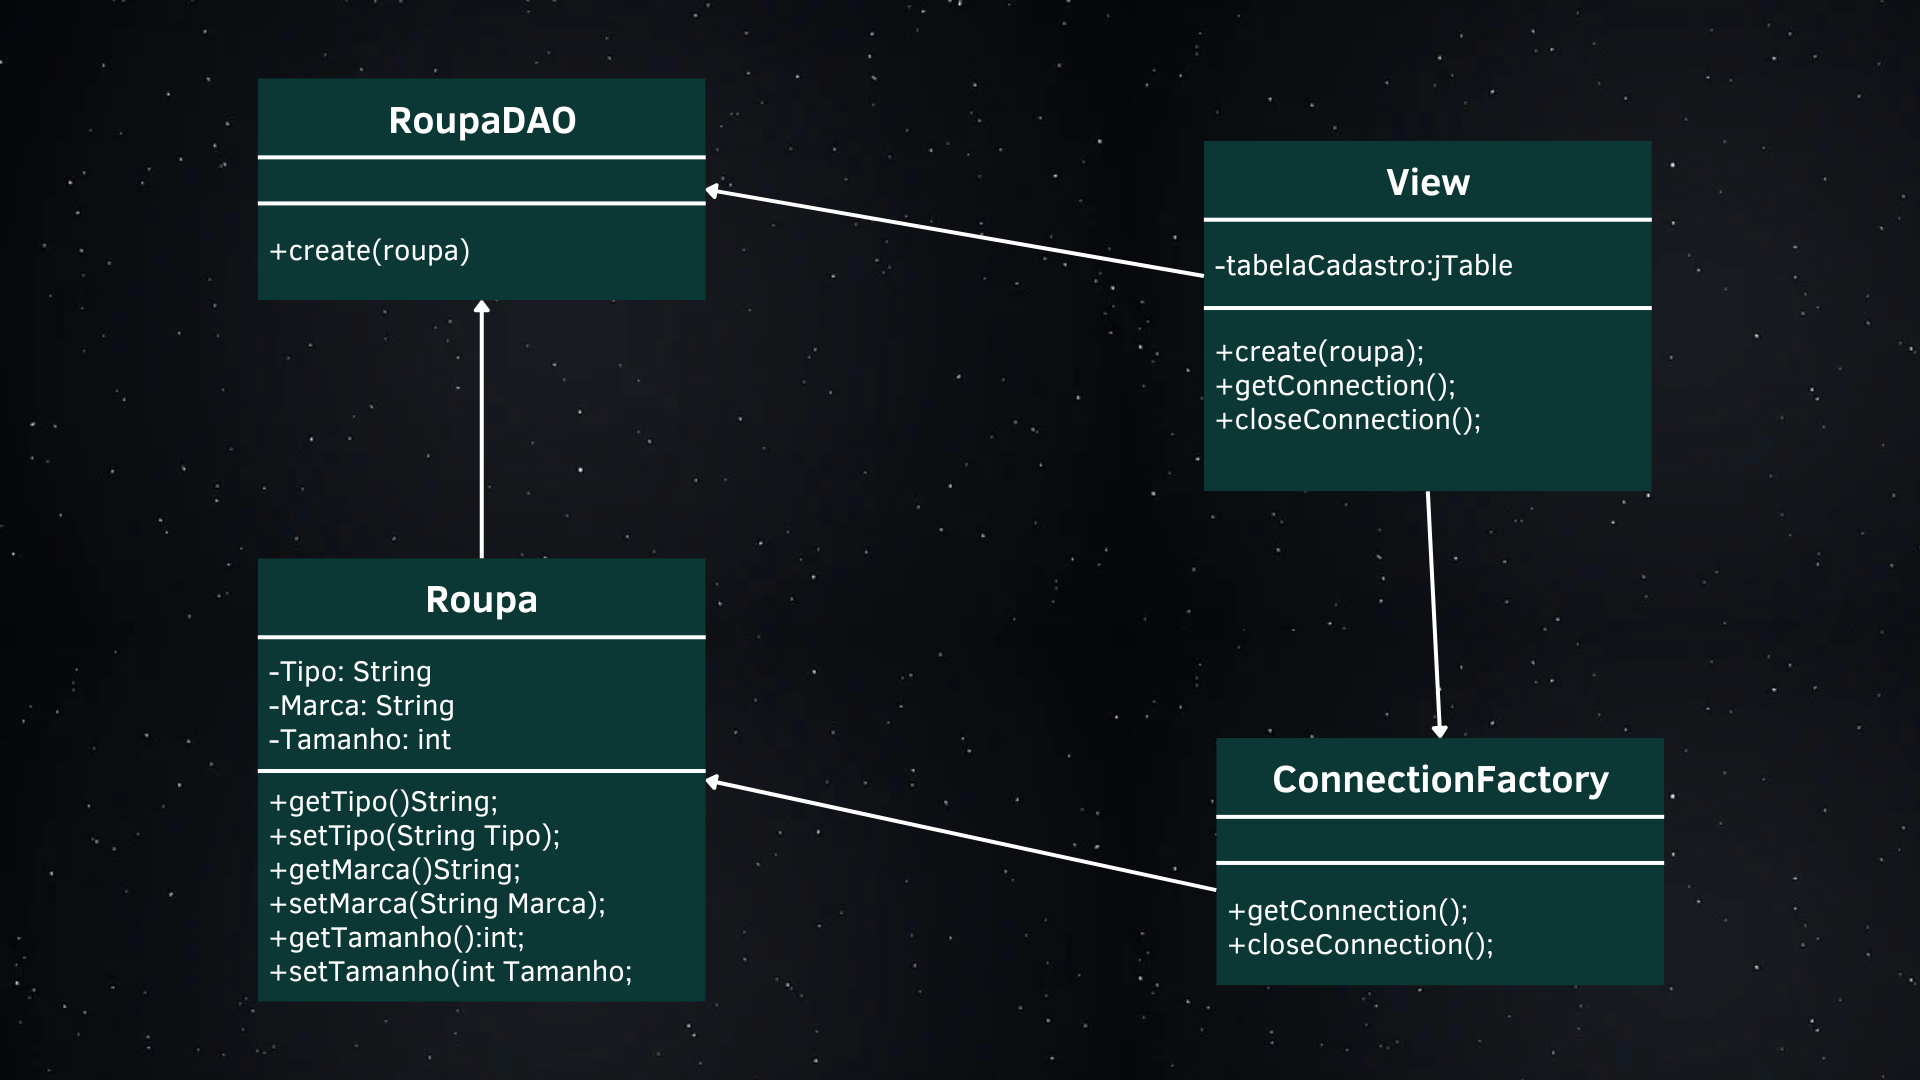 RoupaDAO
+create(roupa)
View
-tabelaCadastro:jTable
+create(roupa);
+getConnection();
+closeConnection();
Roupa
-Tipo: String
-Marca: String
-Tamanho: int
+getTipo()String;
+setTipo(String Tipo);
+getMarca()String;
+setMarca(String Marca);
+getTamanho():int;
+setTamanho(int Tamanho;
ConnectionFactory
+getConnection();
+closeConnection();